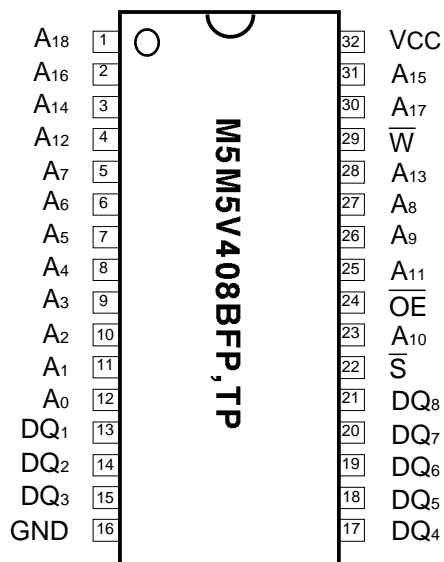 A18 1 32 VCC
A16 2 31 A15
A14 3 30 A17
A12 4 29 W̅
A7 5 28 A13
A6 6 27 A8
A5 7 26 A9
A4 8 25 A11
A3 9 24 O̅E̅
A2 10 23 A10
A1 11 22 S̅
A0 12 21 DQ8
DQ1 13 20 DQ7
DQ2 14 19 DQ6
DQ3 15 18 DQ5
GND 16 17 DQ4
M5M5V408BFP,TP